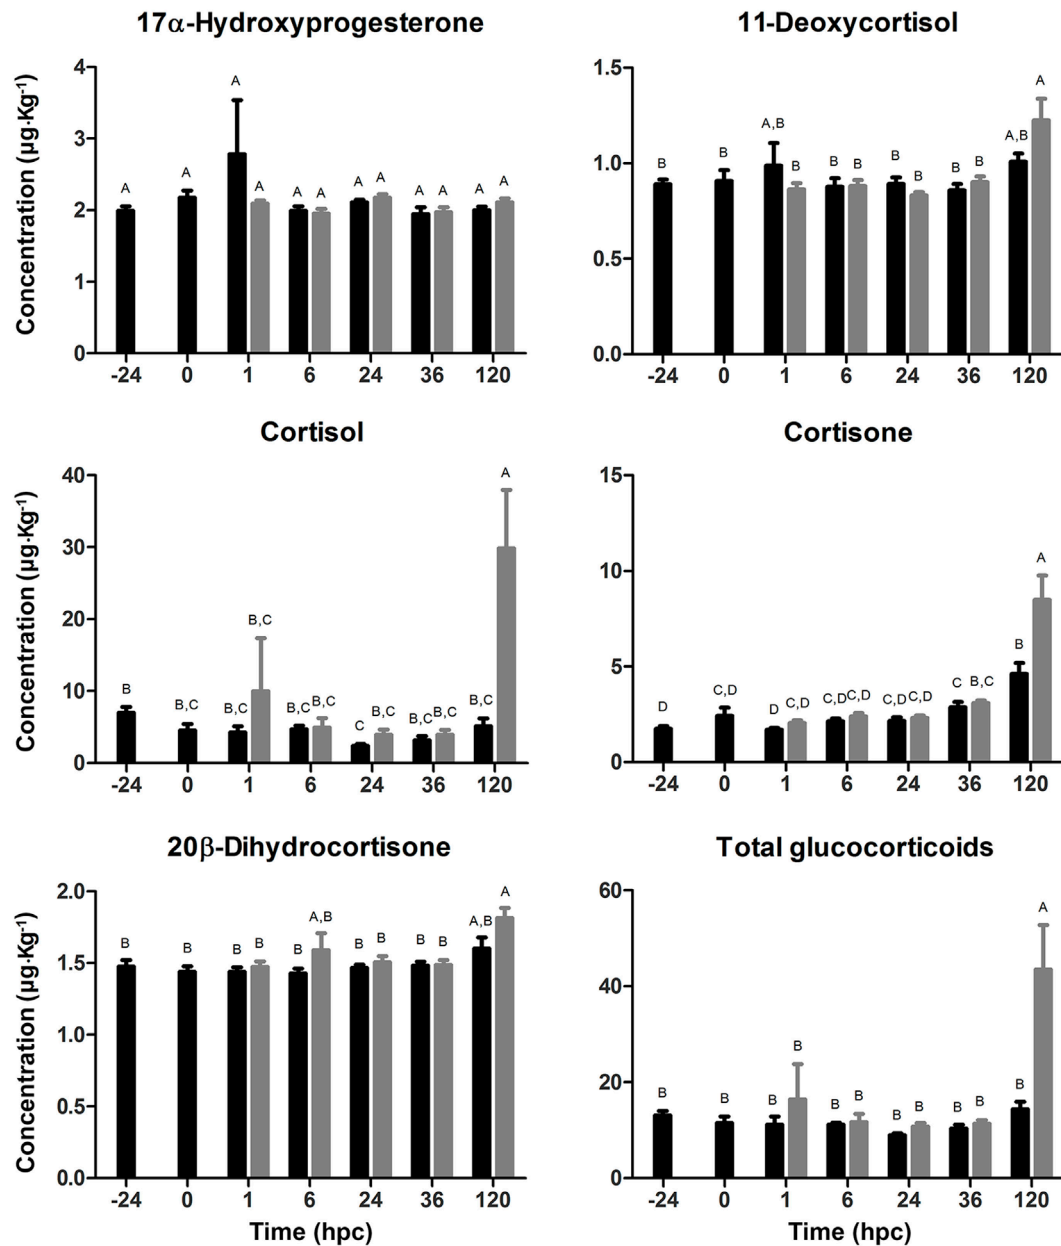 17α-Hydroxyprogesterone
Concentration (µg·Kg⁻¹)
4
3
2
1
0
A A A A A A A A A A A A
-24 0 1 6 24 36 120
11-Deoxycortisol
1.5
1.0
0.5
0.0
B B A,B B B B B B B B A,B A
-24 0 1 6 24 36 120
Cortisol
Concentration (µg·Kg⁻¹)
40
30
20
10
0
B B,C B,C B,C B,C B,C C B,C B,C B,C B,C A
-24 0 1 6 24 36 120
Cortisone
15
10
5
0
D C,D D C,D C,D C,D C,D C,D C B,C B A
-24 0 1 6 24 36 120
20β-Dihydrocortisone
Concentration (µg·Kg⁻¹)
2.0
1.5
1.0
0.5
0.0
B B B B B A,B B B B B A,B A
-24 0 1 6 24 36 120
Time (hpc)
Total glucocorticoids
60
40
20
0
B B B B B B B B B B B A
-24 0 1 6 24 36 120
Time (hpc)